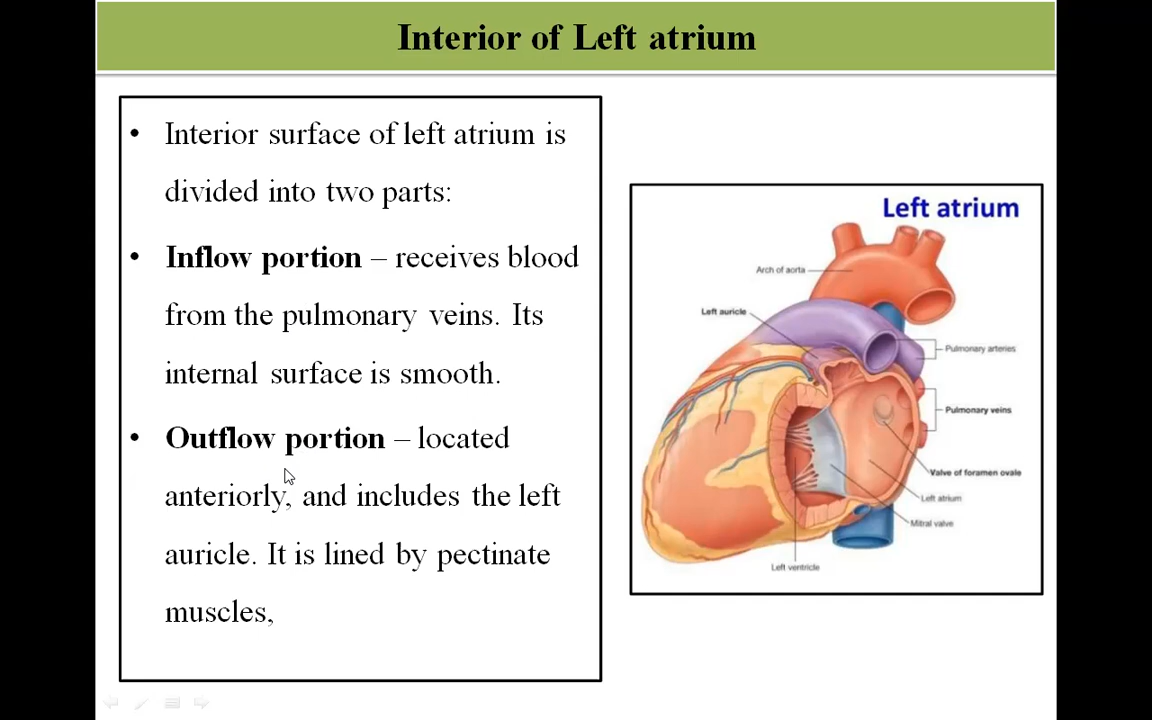 Interior of Left atrium
• Interior surface of left atrium is
divided into two parts:
• Inflow portion – receives blood
from the pulmonary veins. Its
internal surface is smooth.
• Outflow portion – located
anteriorly, and includes the left
auricle. It is lined by pectinate
muscles,
Left atrium
Arch of aorta
Left auricle
Pulmonary arteries
Pulmonary veins
Valve of foramen ovale
Left atrium
Mitral valve
Left ventricle